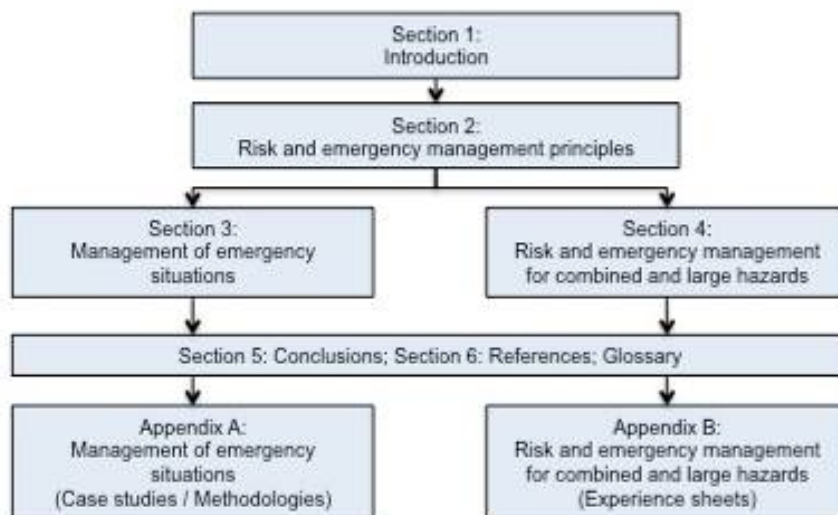 Section 1:
Introduction
Section 2:
Risk and emergency management principles
Section 3:
Management of emergency
situations
Section 4:
Risk and emergency management
for combined and large hazards
Section 5: Conclusions; Section 6: References; Glossary
Appendix A:
Management of emergency
situations
(Case studies / Methodologies)
Appendix B:
Risk and emergency management
for combined and large hazards
(Experience sheets)